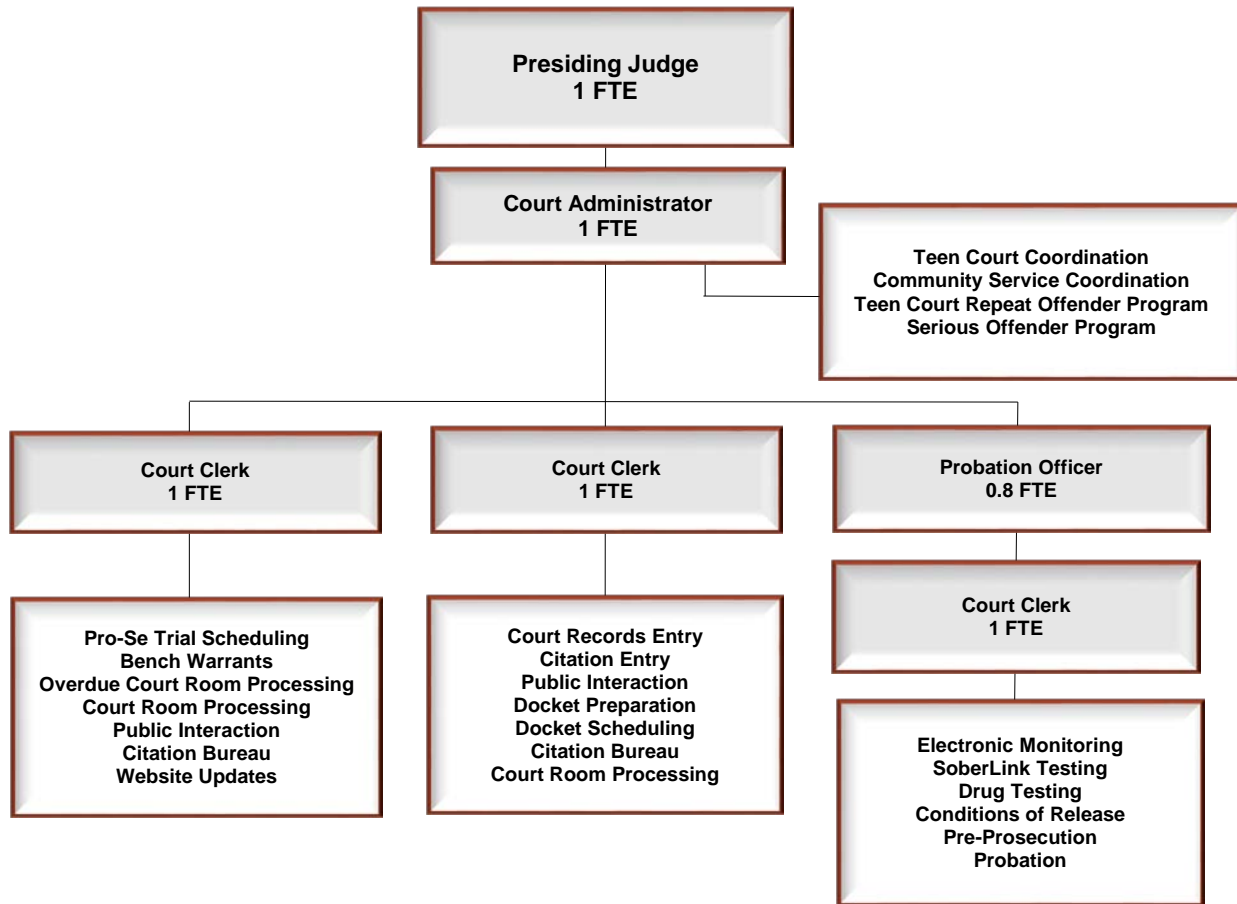 Presiding Judge
1 FTE
Court Administrator
1 FTE
Teen Court Coordination
Community Service Coordination
Teen Court Repeat Offender Program
Serious Offender Program
Court Clerk
1 FTE
Court Clerk
1 FTE
Probation Officer
0.8 FTE
Pro-Se Trial Scheduling
Bench Warrants
Overdue Court Room Processing
Court Room Processing
Public Interaction
Citation Bureau
Website Updates
Court Records Entry
Citation Entry
Public Interaction
Docket Preparation
Docket Scheduling
Citation Bureau
Court Room Processing
Court Clerk
1 FTE
Electronic Monitoring
SoberLink Testing
Drug Testing
Conditions of Release
Pre-Prosecution
Probation